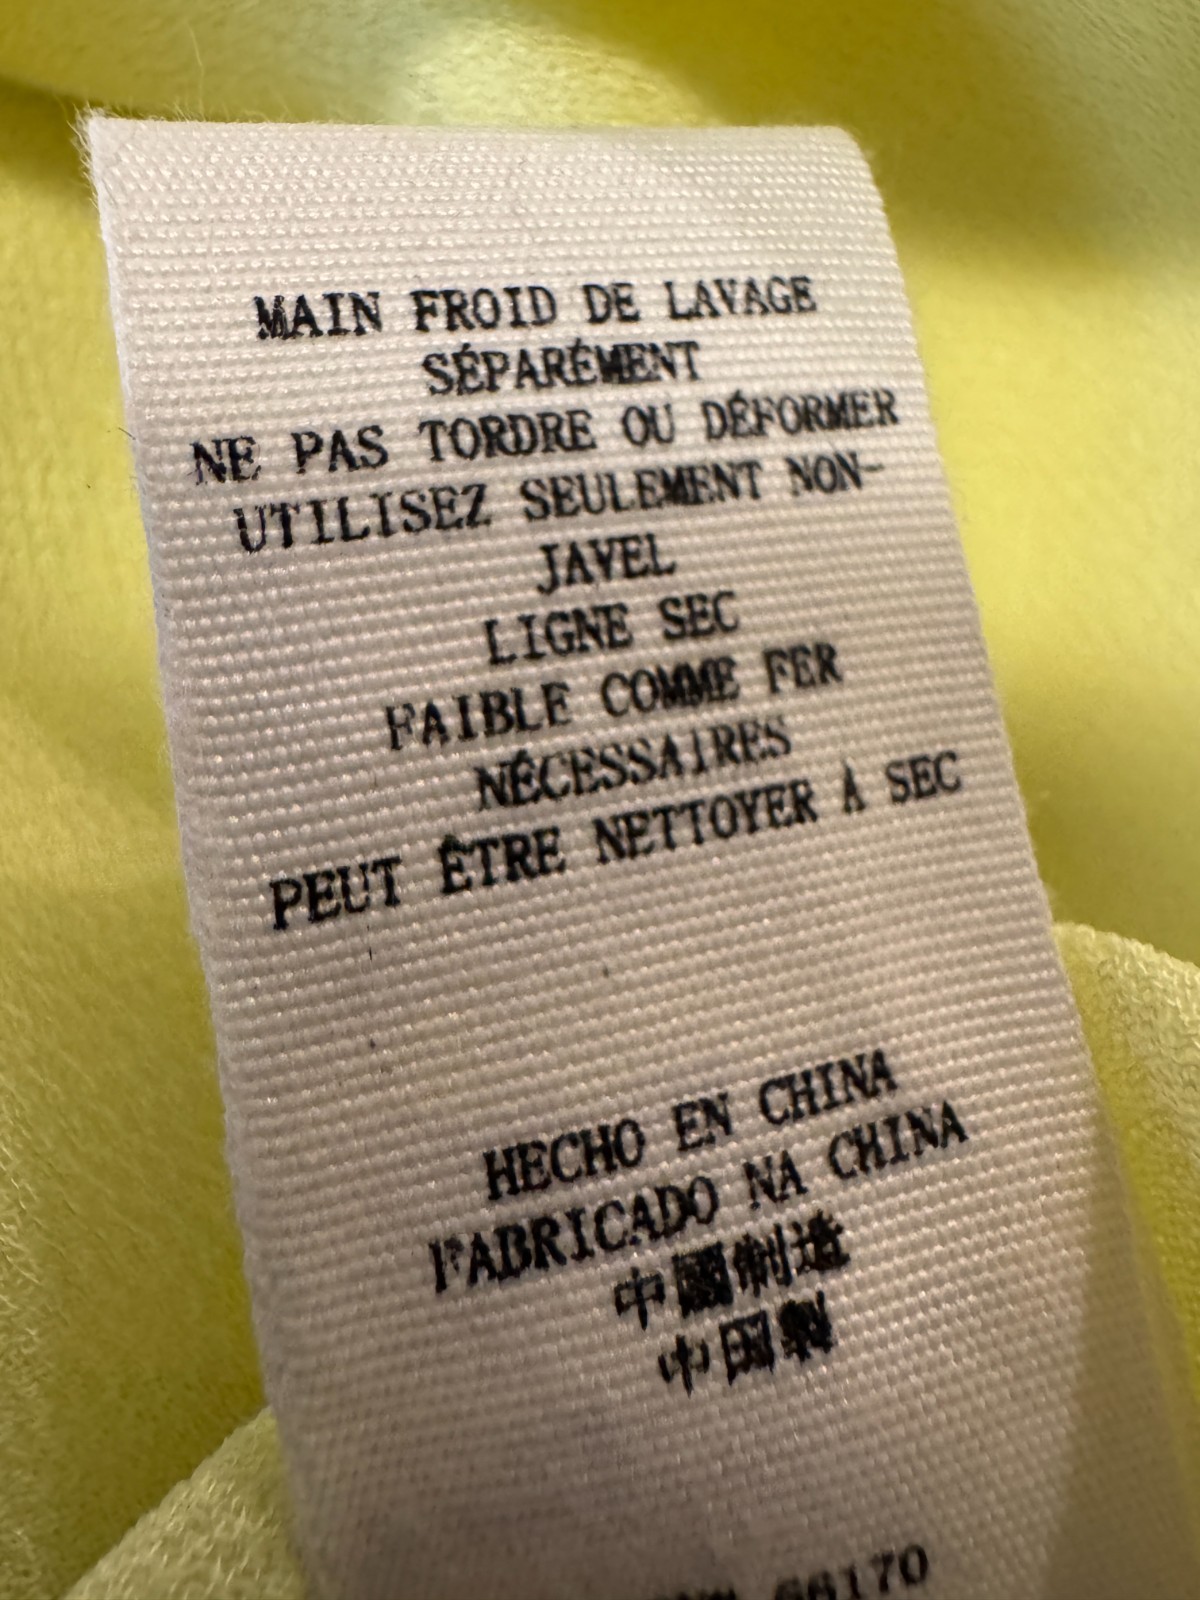 MAIN FROID DE LAVAGE
SÉPARÉMENT
NE PAS TORDRE OU DÉFORMER
UTILISEZ SEULEMENT NON-
JAVEL
LIGNE SEC
FAIBLE COMME FER
NÉCESSAIRES
PEUT ÊTRE NETTOYER À SEC
HECHO EN CHINA
FABRICADO NA CHINA
中國制造
中国製
66170